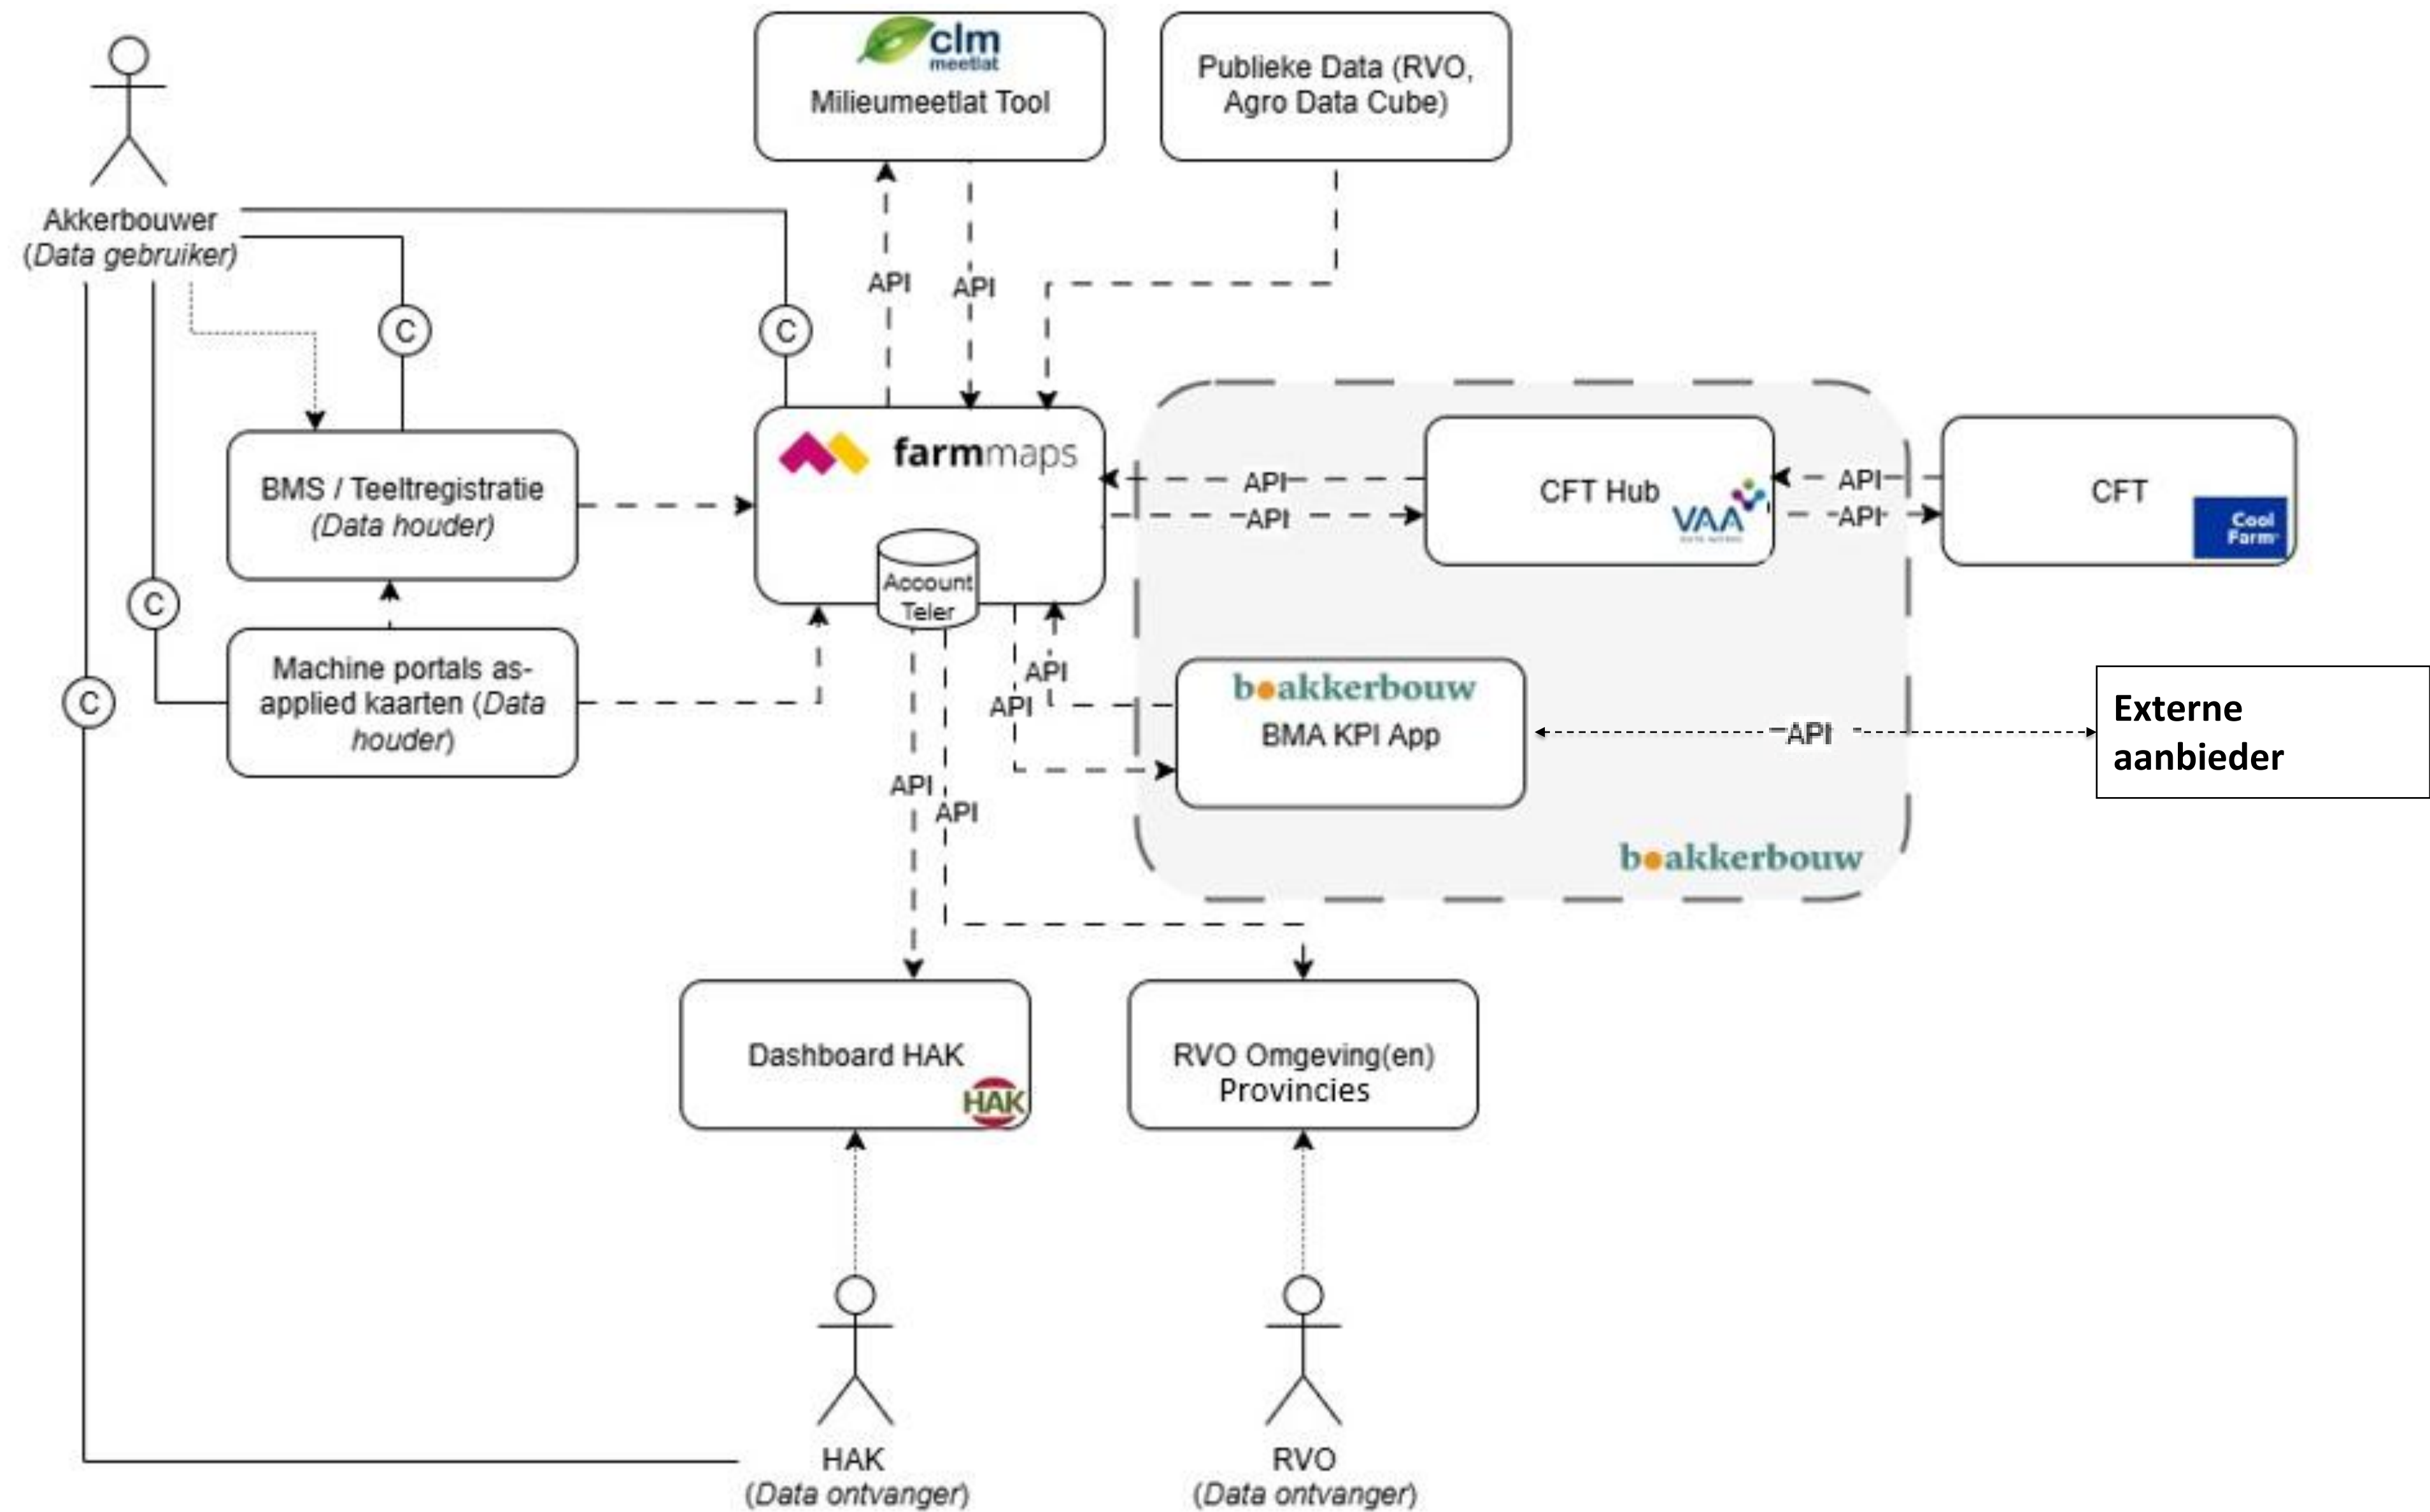 clm
meetlat
Milieumeetlat Tool
Publieke Data (RVO,
Agro Data Cube)
Akkerbouwer
(Data gebruiker)
API
API
C
C
farmmaps
Account
Teler
BMS / Teeltregistratie
(Data houder)
API
API
CFT Hub
VAA
API
API
CFT
Cool
Farm
C
Machine portals as-
applied kaarten (Data
houder)
C
API
API
boakkerbouw
BMA KPI App
API
Externe
aanbieder
API
API
boakkerbouw
Dashboard HAK
HAK
RVO Omgeving(en)
Provincies
HAK
(Data ontvanger)
RVO
(Data ontvanger)